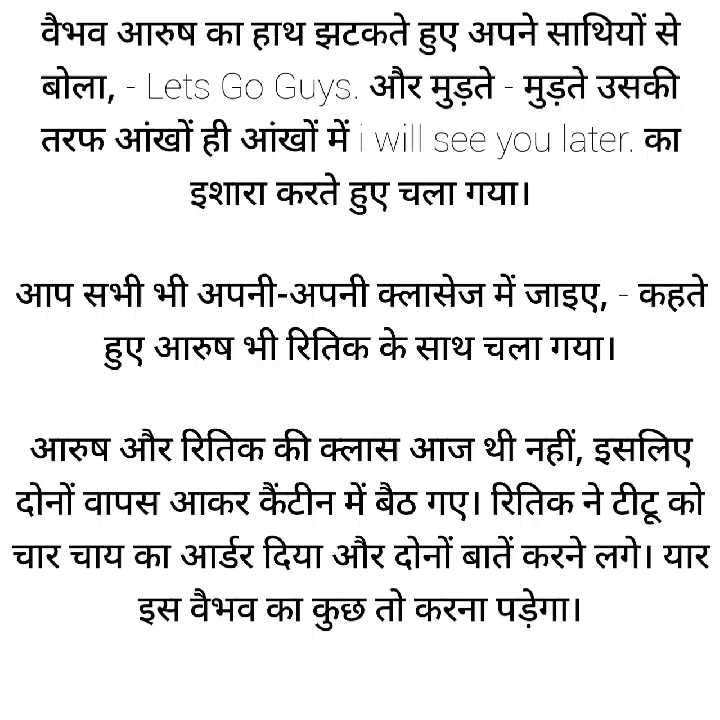 वैभव आरुष का हाथ झटकते हुए अपने साथियों से
बोला, - Lets Go Guys. और मुड़ते - मुड़ते उसकी
तरफ आंखों ही आंखों में i will see you later. का
इशारा करते हुए चला गया।
आप सभी भी अपनी-अपनी क्लासेज में जाइए, - कहते
हुए आरुष भी रितिक के साथ चला गया।
आरुष और रितिक की क्लास आज थी नहीं, इसलिए
दोनों वापस आकर कैंटीन में बैठ गए। रितिक ने टीटू को
चार चाय का आर्डर दिया और दोनों बातें करने लगे। यार
इस वैभव का कुछ तो करना पड़ेगा।